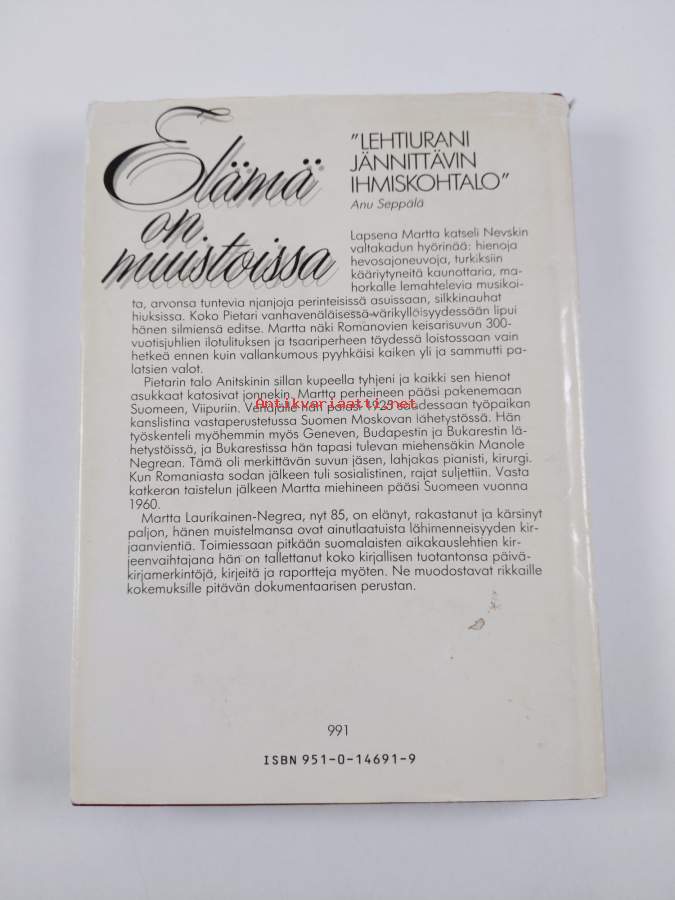 Elämä
on
muistoissa
"LEHTIURANI
JÄNNITTÄVIN
IHMISKOHTALO"
Anu Seppälä
Lapsena Martta katseli Nevskin
valtakadun hyörinää: hienoja
hevosajoneuvoja, turkiksiin
kääriytyneitä kaunottaria, ma-
horkalle lemahtelevia musikoi-
ta, arvonsa tuntevia njanjoja perinteisissä asuissaan, silkkinauhat
hiuksissa. Koko Pietari vanhavenäläisessä värikylläisyydessään lipui
hänen silmiensä editse. Martta näki Romanovien keisarisuvun 300-
vuotisjuhlien ilotulituksen ja tsaariperheen täydessä loistossaan vain
hetkeä ennen kuin vallankumous pyyhkäisi kaiken yli ja sammutti pa-
latsien valot.
Pietarin talo Anitskinin sillan kupeella tyhjeni ja kaikki sen hienot
asukkaat katosivat jonnekin. Martta perheineen pääsi pakenemaan
Antikvariaatti.net
Suomeen, Viipuriin. Venäjälle hän palasi 1925 saadessaan työpaikan
kanslistina vastaperustetussa Suomen Moskovan lähetystössä. Hän
työskenteli myöhemmin myös Geneven, Budapestin ja Bukarestin lä-
hetystöissä, ja Bukarestissa hän tapasi tulevan miehensäkin Manole
Negrean. Tämä oli merkittävän suvun jäsen, lahjakas pianisti, kirurgi.
Kun Romaniasta sodan jälkeen tuli sosialistinen, rajat suljettiin. Vasta
katkeran taistelun jälkeen Martta miehineen pääsi Suomeen vuonna
1960.
Martta Laurikainen-Negrea, nyt 85, on elänyt, rakastanut ja kärsinyt
paljon, hänen muistelmansa ovat ainutlaatuista lähimenneisyyden kir-
jaanvientiä. Toimiessaan pitkään suomalaisten aikakauslehtien kir-
jeenvaihtajana hän on tallettanut koko kirjallisen tuotantonsa päivä-
kirjamerkintöjä, kirjeitä ja raportteja myöten. Ne muodostavat rikkaille
kokemuksille pitävän dokumentaarisen perustan.
991
ISBN 951-0-14691-9